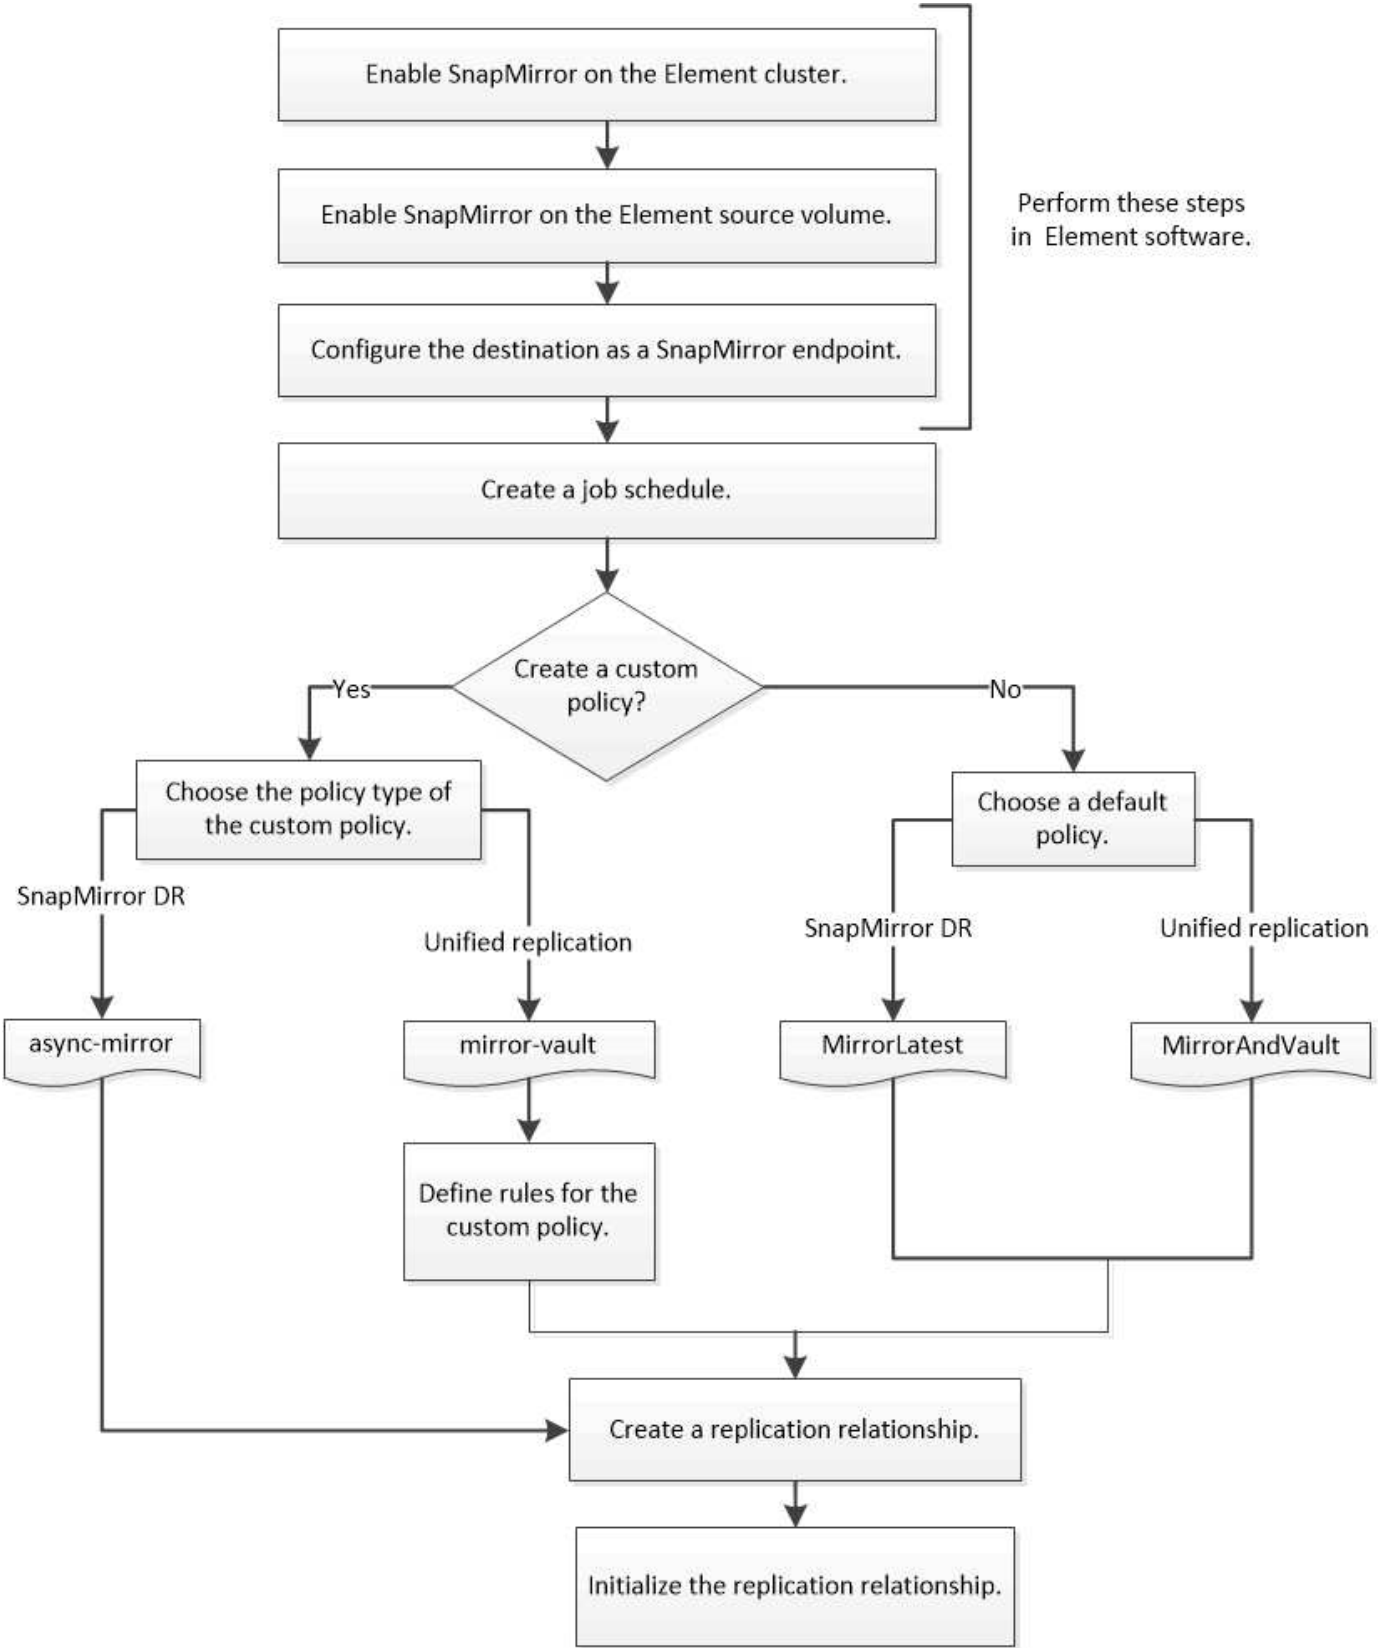 Enable SnapMirror on the Element cluster.
Enable SnapMirror on the Element source volume.
Perform these steps
in Element software.
Configure the destination as a SnapMirror endpoint.
Create a job schedule.
Create a custom
policy?
Yes
No
Choose the policy type of
the custom policy.
Choose a default
policy.
SnapMirror DR
Unified replication
SnapMirror DR
Unified replication
async-mirror
mirror-vault
MirrorLatest
MirrorAndVault
Define rules for the
custom policy.
Create a replication relationship.
Initialize the replication relationship.